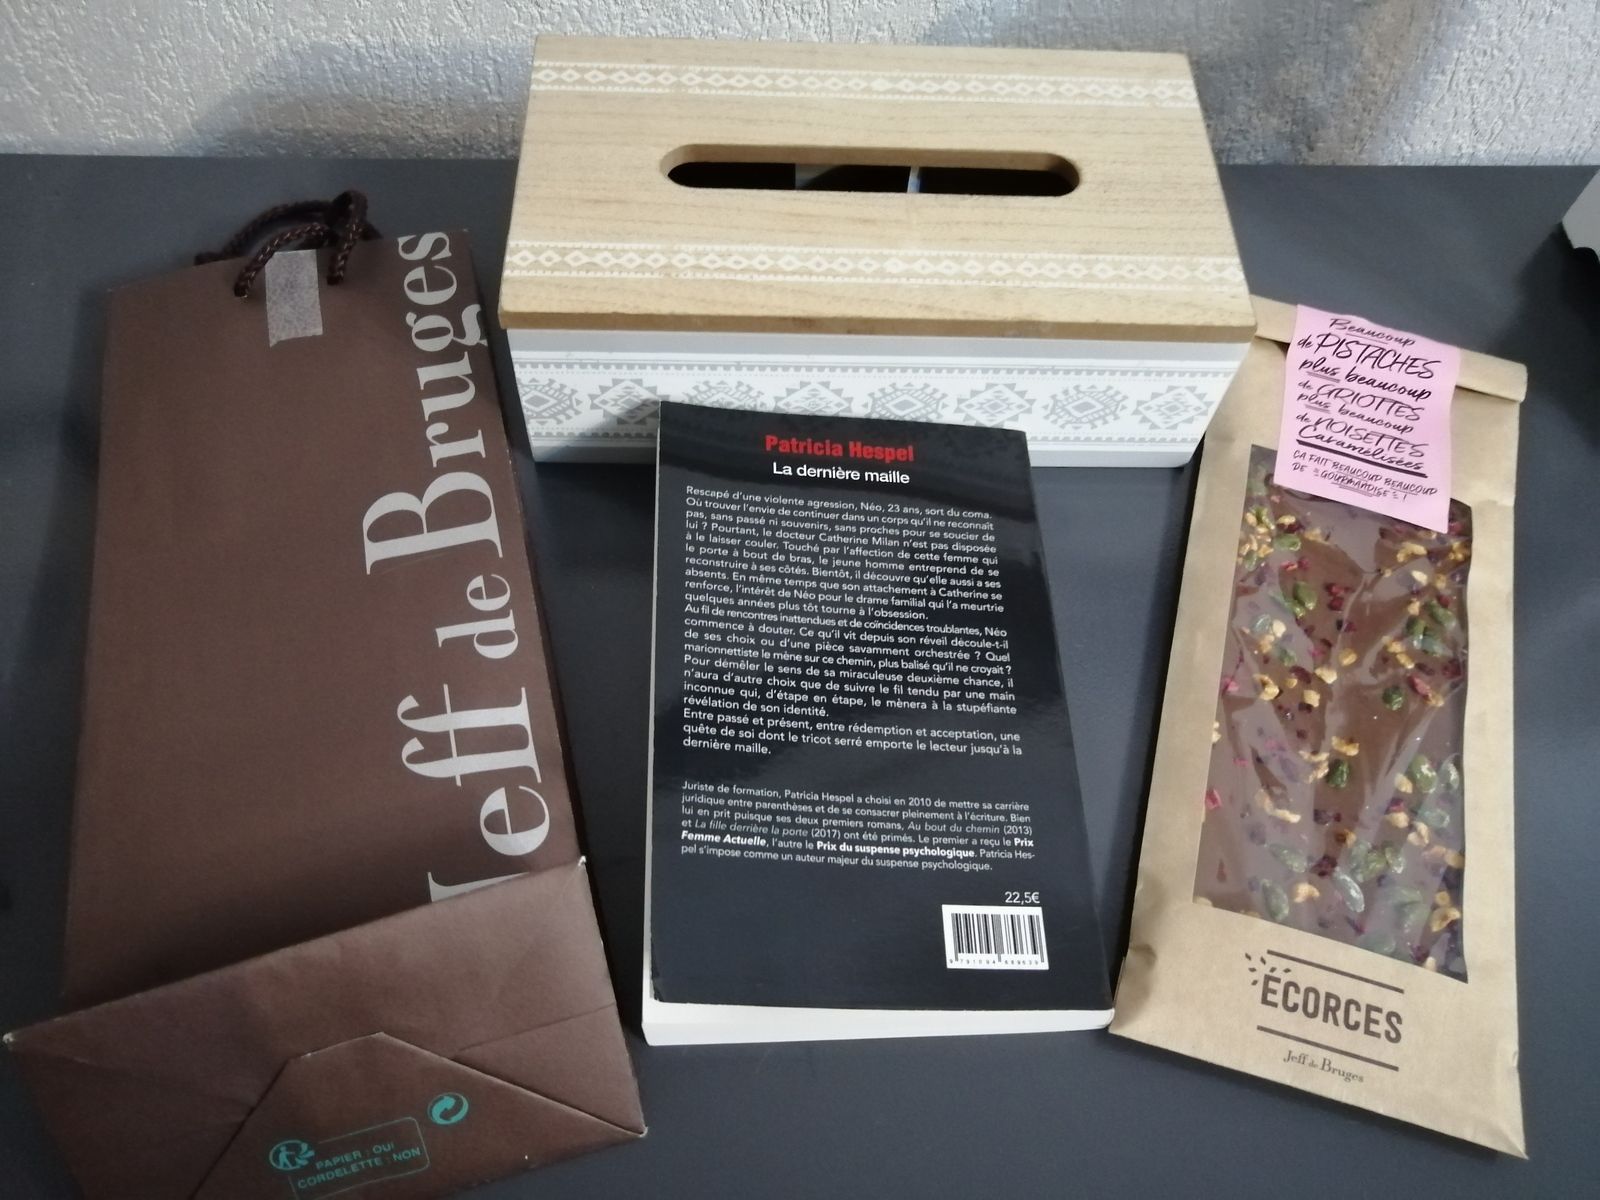 Jeff de Bruges
PAPIER : OUI
CORDELETTE : NON
Patricia Hespel
La dernière maille
Rescapé d'une violente agression, Néo, 23 ans, sort du coma.
Où trouver l'envie de continuer dans un corps qu'il ne reconnaît
pas, sans passé ni souvenirs, sans proches pour se soucier de
lui ? Pourtant, le docteur Catherine Milan n'est pas disposée
à le laisser couler. Touché par l'affection de cette femme qui
le porte à bout de bras, le jeune homme entreprend de se
reconstruire à ses côtés. Bientôt, il découvre qu'elle aussi a ses
absents. En même temps que son attachement à Catherine se
renforce, l'intérêt de Néo pour le drame familial qui l'a meurtrie
quelques années plus tôt tourne à l'obsession.
Au fil de rencontres inattendues et de coïncidences troublantes, Néo
commence à douter. Ce qu'il vit depuis son réveil découle-t-il
de ses choix ou d'une pièce savamment orchestrée ? Quel
marionnettiste le mène sur ce chemin, plus balisé qu'il ne croyait ?
Pour démêler le sens de sa miraculeuse deuxième chance, il
n'aura d'autre choix que de suivre le fil tendu par une main
inconnue qui, d'étape en étape, le mènera à la stupéfiante
révélation de son identité.
Entre passé et présent, entre rédemption et acceptation, une
quête de soi dont le tricot serré emporte le lecteur jusqu'à la
dernière maille.
Juriste de formation, Patricia Hespel a choisi en 2010 de mettre sa carrière
juridique entre parenthèses et de se consacrer pleinement à l'écriture. Bien
lui en prit puisque ses deux premiers romans, Au bout du chemin (2013)
et La fille derrière la porte (2017) ont été primés. Le premier a reçu le Prix
Femme Actuelle, l'autre le Prix du suspense psychologique. Patricia Hes-
pel s'impose comme un auteur majeur du suspense psychologique.
22,5€
Beaucoup
de PISTACHES
plus beaucoup
de GRIOTTES
plus beaucoup
de NOISETTES
Caramélisées
ÇA FAIT BEAUCOUP BEAUCOUP
DE GOURMANDISE !
ÉCORCES
Jeff de Bruges